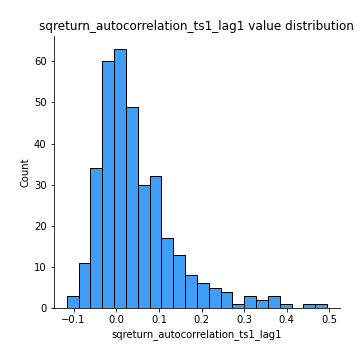 sqreturn_autocorrelation_ts1_lag1 value distribution
Count
60
50
40
30
20
10
0
−0.1 0.0 0.1 0.2 0.3 0.4 0.5
sqreturn_autocorrelation_ts1_lag1